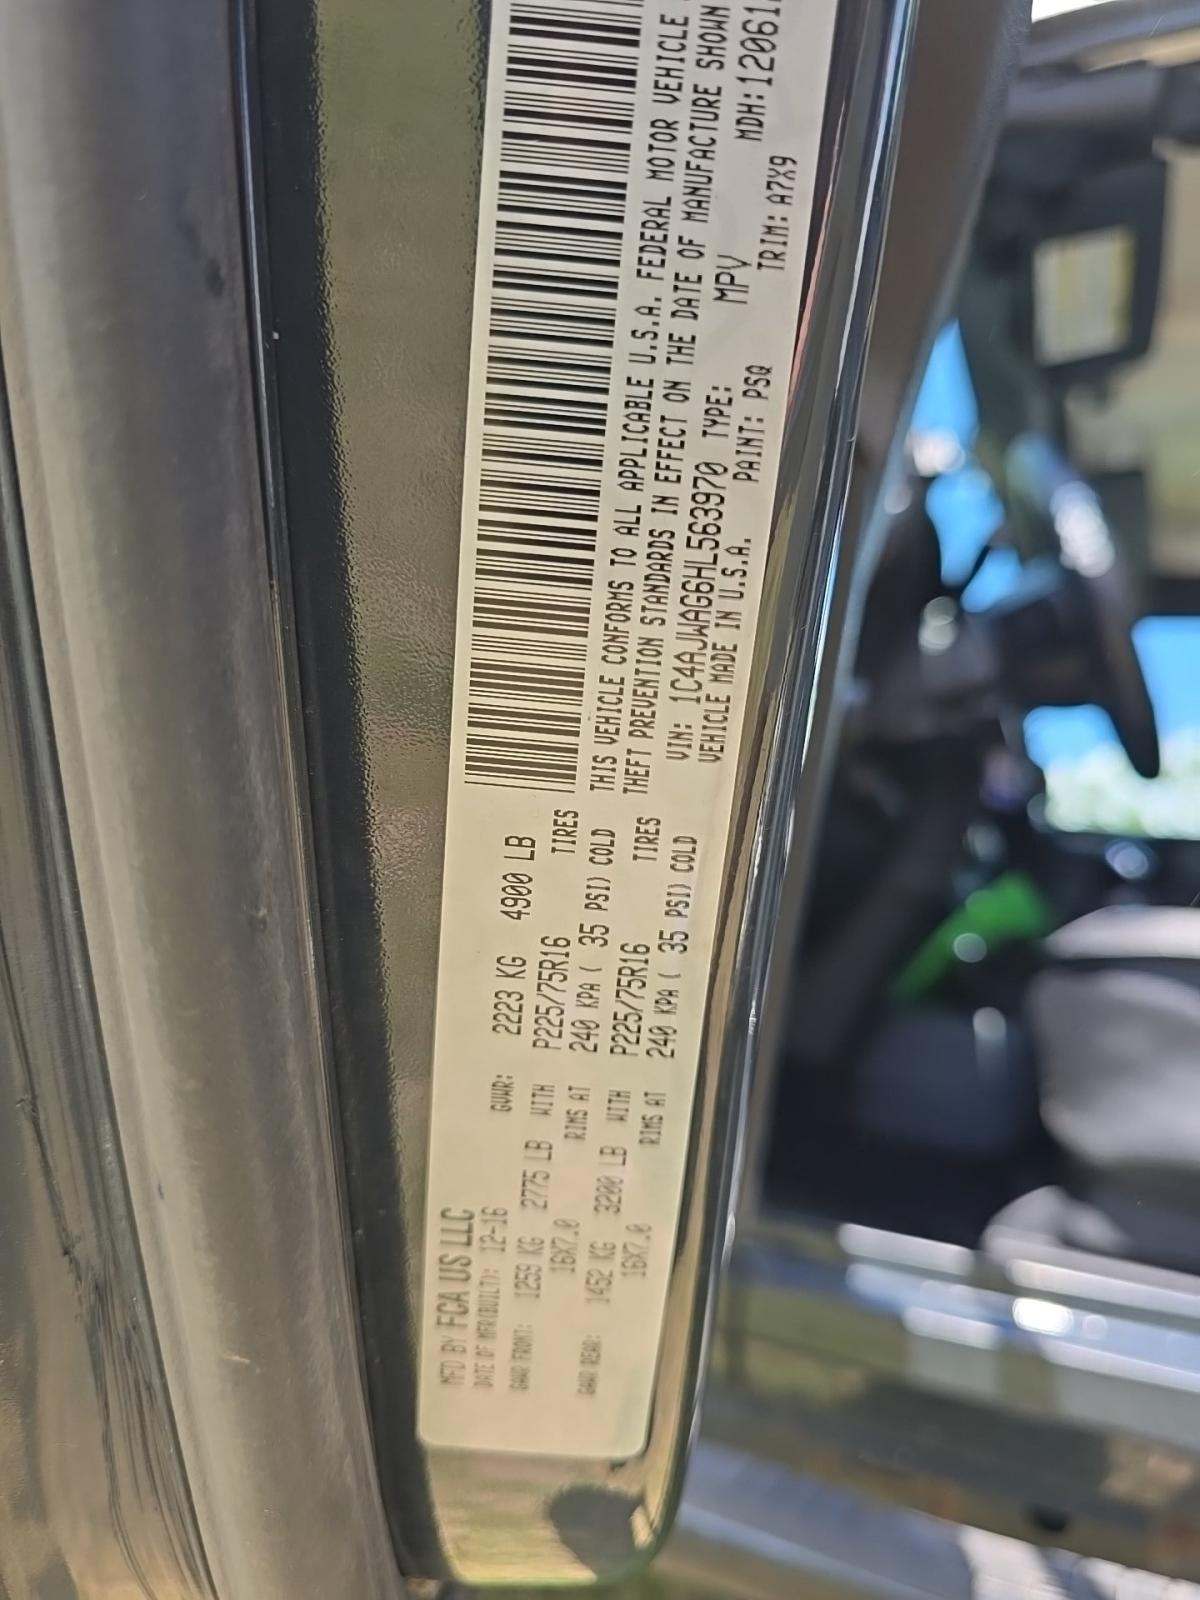 MFD BY FCA US LLC
DATE OF MFR(BUILT): 12-16 GVWR: 2223 KG 4900 LB
GAWR FRONT: 1259 KG 2775 LB WITH P225/75R16 TIRES
16X7.0 RIMS AT 240 KPA ( 35 PSI) COLD
GAWR REAR: 1452 KG 3200 LB WITH P225/75R16 TIRES
16X7.0 RIMS AT 240 KPA ( 35 PSI) COLD
THIS VEHICLE CONFORMS TO ALL APPLICABLE U.S.A. FEDERAL MOTOR VEHICLE
THEFT PREVENTION STANDARDS IN EFFECT ON THE DATE OF MANUFACTURE SHOWN
VIN: 1C4AJWAG6HL563970 TYPE: MPV MDH: 12061
VEHICLE MADE IN U.S.A. PAINT: PSQ TRIM: A7X9